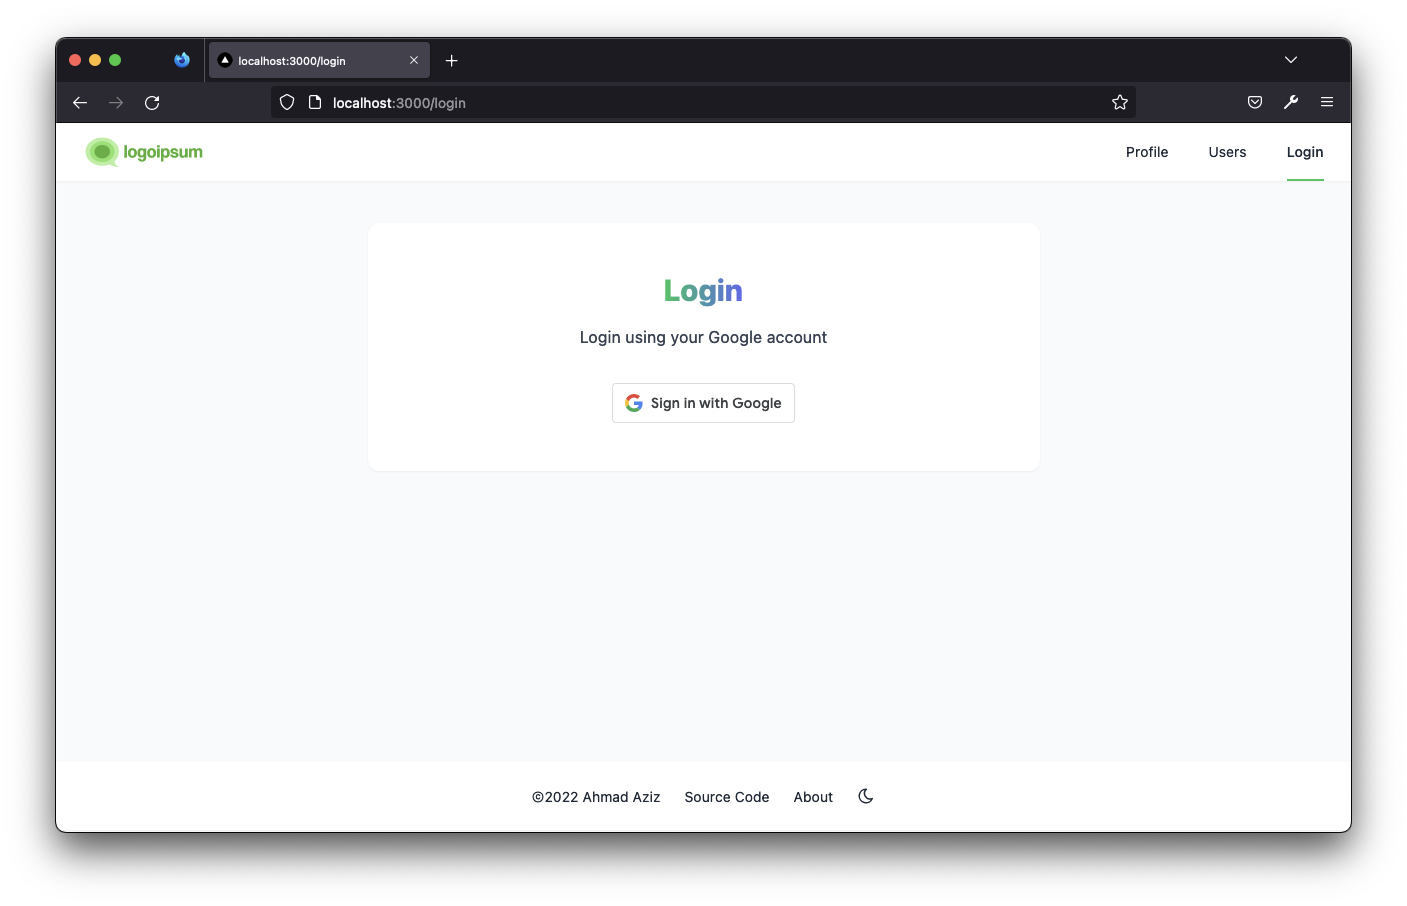 localhost:3000/login
localhost:3000/login
logoipsum
Profile Users Login
Login
Login using your Google account
Sign in with Google
©2022 Ahmad Aziz Source Code About